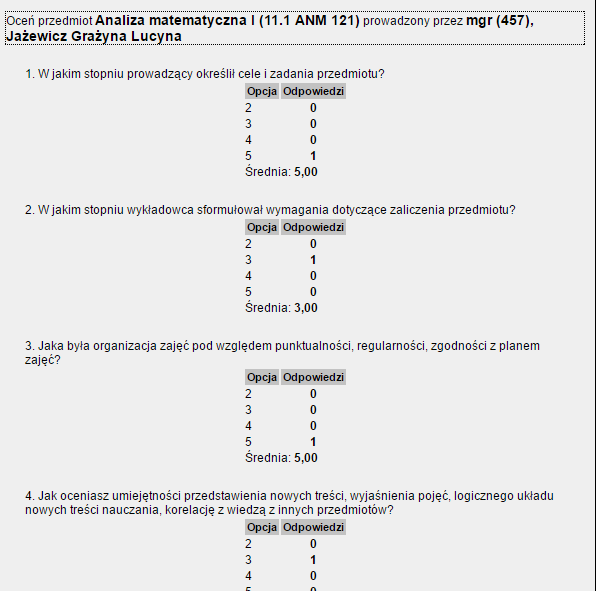 Oceń przedmiot Analiza matematyczna I (11.1 ANM 121) prowadzony przez mgr (457),
Jażewicz Grażyna Lucyna
1. W jakim stopniu prowadzący określił cele i zadania przedmiotu?
Opcja Odpowiedzi
2 0
3 0
4 0
5 1
Średnia: 5,00
2. W jakim stopniu wykładowca sformułował wymagania dotyczące zaliczenia przedmiotu?
Opcja Odpowiedzi
2 0
3 1
4 0
5 0
Średnia: 3,00
3. Jaka była organizacja zajęć pod względem punktualności, regularności, zgodności z planem
zajęć?
Opcja Odpowiedzi
2 0
3 0
4 0
5 1
Średnia: 5,00
4. Jak oceniasz umiejętności przedstawienia nowych treści, wyjaśnienia pojęć, logicznego układu
nowych treści nauczania, korelację z wiedzą z innych przedmiotów?
Opcja Odpowiedzi
2 0
3 1
4 0
5 0